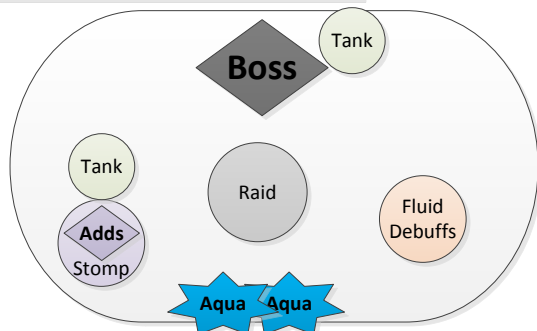 Tank
Boss
Tank
Raid
Adds
Stomp
Fluid
Debuffs
Aqua
Aqua